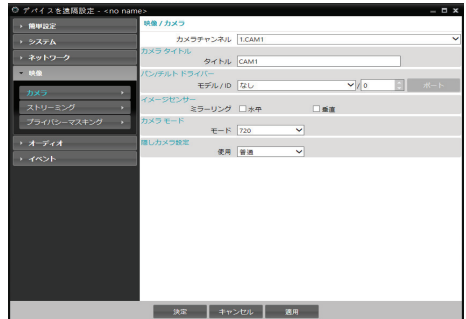 デバイスを遠隔設定 - <no name>
簡単設定
システム
ネットワーク
映像
カメラ
ストリーミング
プライバシーマスキング
オーディオ
イベント
映像 / カメラ
カメラチャンネル 1.CAM1
カメラ タイトル
タイトル CAM1
パン/チルト ドライバー
モデル / ID なし / 0 ポート
イメージセンサー
ミラーリング 水平 垂直
カメラ モード
モード 720
隠しカメラ設定
使用 普通
決定 キャンセル 適用